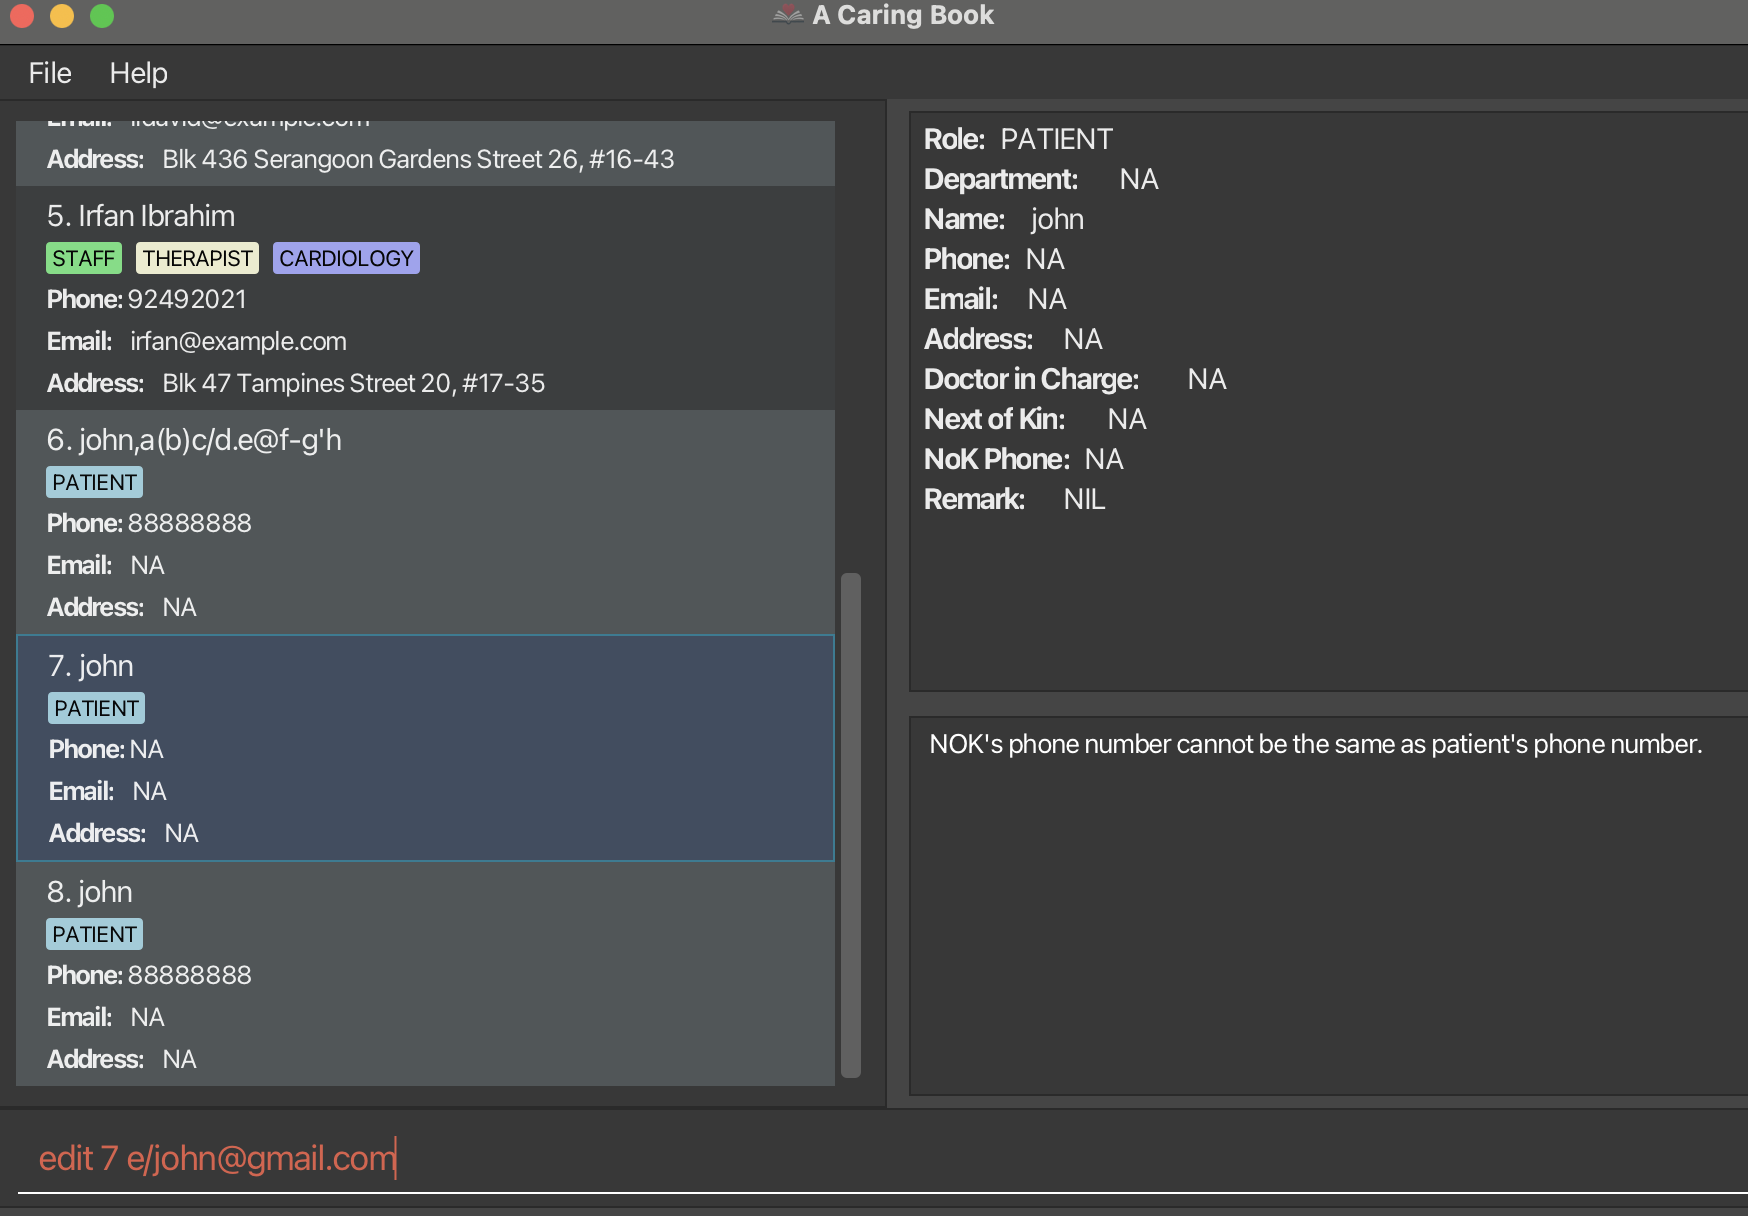 A Caring Book
File Help
Email: irdavid@example.com
Address: Blk 436 Serangoon Gardens Street 26, #16-43
5. Irfan Ibrahim
STAFF THERAPIST CARDIOLOGY
Phone: 92492021
Email: irfan@example.com
Address: Blk 47 Tampines Street 20, #17-35
6. john,a(b)c/d.e@f-g'h
PATIENT
Phone: 88888888
Email: NA
Address: NA
7. john
PATIENT
Phone: NA
Email: NA
Address: NA
8. john
PATIENT
Phone: 88888888
Email: NA
Address: NA
Role: PATIENT
Department: NA
Name: john
Phone: NA
Email: NA
Address: NA
Doctor in Charge: NA
Next of Kin: NA
NoK Phone: NA
Remark: NIL
NOK's phone number cannot be the same as patient's phone number.
edit 7 e/john@gmail.com